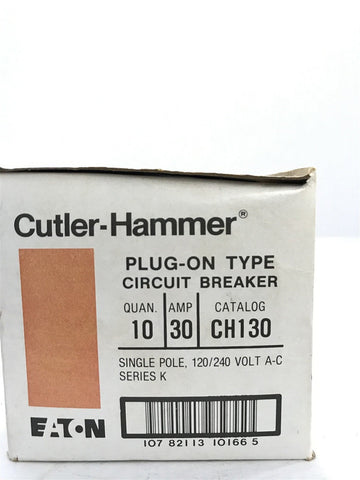 Cutler-Hammer®
PLUG-ON TYPE
CIRCUIT BREAKER
QUAN. AMP CATALOG
10 30 CH130
SINGLE POLE, 120/240 VOLT A-C
SERIES K
EATON
107 82113 10166 5